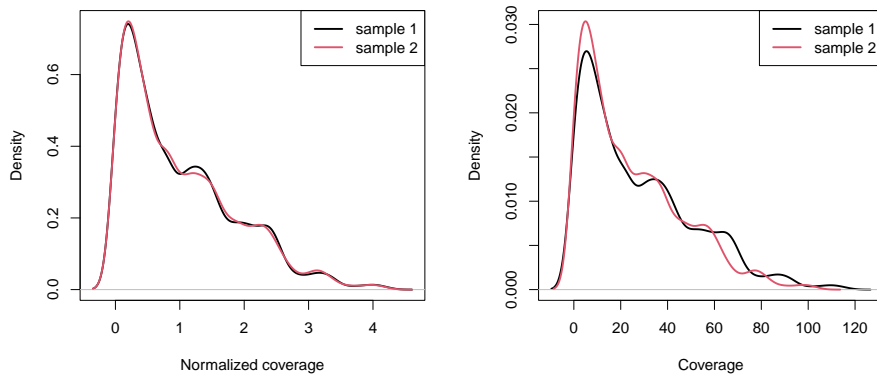 sample 1
sample 2
Density
0.0 0.2 0.4 0.6
0 1 2 3 4
Normalized coverage
sample 1
sample 2
Density
0.000 0.010 0.020 0.030
0 20 40 60 80 100 120
Coverage